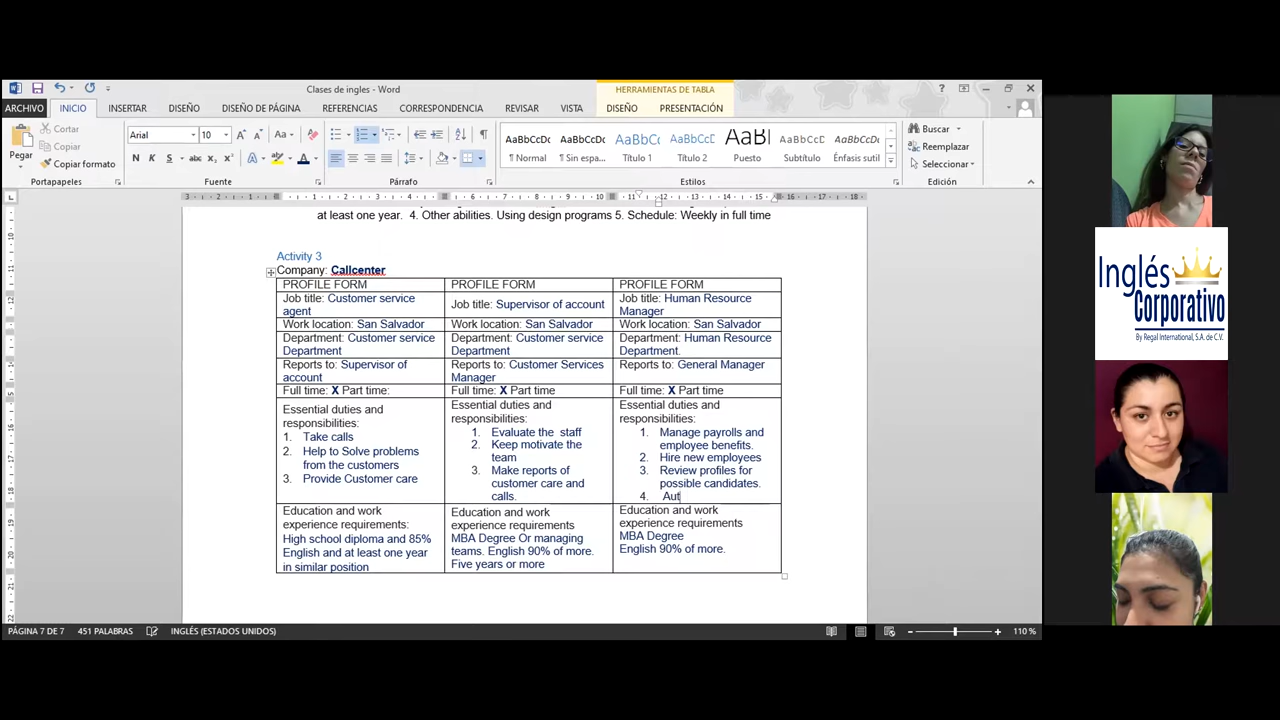 Clases de ingles - Word
HERRAMIENTAS DE TABLA
ARCHIVO INICIO INSERTAR DISEÑO DISEÑO DE PÁGINA REFERENCIAS CORRESPONDENCIA REVISAR VISTA DISEÑO PRESENTACIÓN
Pegar
Cortar
Copiar
Copiar formato
Portapapeles
Arial 10
Fuente
Párrafo
AaBbCcDc AaBbCcDc AaBbC( AaBbCcD AaBl AaBbCcD AaBbCcDc
¶ Normal ¶ Sin espa... Título 1 Título 2 Puesto Subtítulo Énfasis sutil
Estilos
Buscar
Reemplazar
Seleccionar
Edición
at least one year. 4. Other abilities. Using design programs 5. Schedule: Weekly in full time
Activity 3
Company: Callcenter
PROFILE FORM
Job title: Customer service
agent
Work location: San Salvador
Department: Customer service
Department
Reports to: Supervisor of
account
Full time: X Part time:
Essential duties and
responsibilities:
1. Take calls
2. Help to Solve problems
from the customers
3. Provide Customer care
Education and work
experience requirements:
High school diploma and 85%
English and at least one year
in similar position
PROFILE FORM
Job title: Supervisor of account
Work location: San Salvador
Department: Customer service
Department
Reports to: Customer Services
Manager
Full time: X Part time
Essential duties and
responsibilities:
1. Evaluate the staff
2. Keep motivate the
team
3. Make reports of
customer care and
calls.
Education and work
experience requirements
MBA Degree Or managing
teams. English 90% of more.
Five years or more
PROFILE FORM
Job title: Human Resource
Manager
Work location: San Salvador
Department: Human Resource
Department.
Reports to: General Manager
Full time: X Part time
Essential duties and
responsibilities:
1. Manage payrolls and
employee benefits.
2. Hire new employees
3. Review profiles for
possible candidates.
4. Aut
Education and work
experience requirements
MBA Degree
English 90% of more.
PÁGINA 7 DE 7 451 PALABRAS INGLÉS (ESTADOS UNIDOS) 110 %
Inglés
Corporativo
By Regal International, S.A. de C.V.